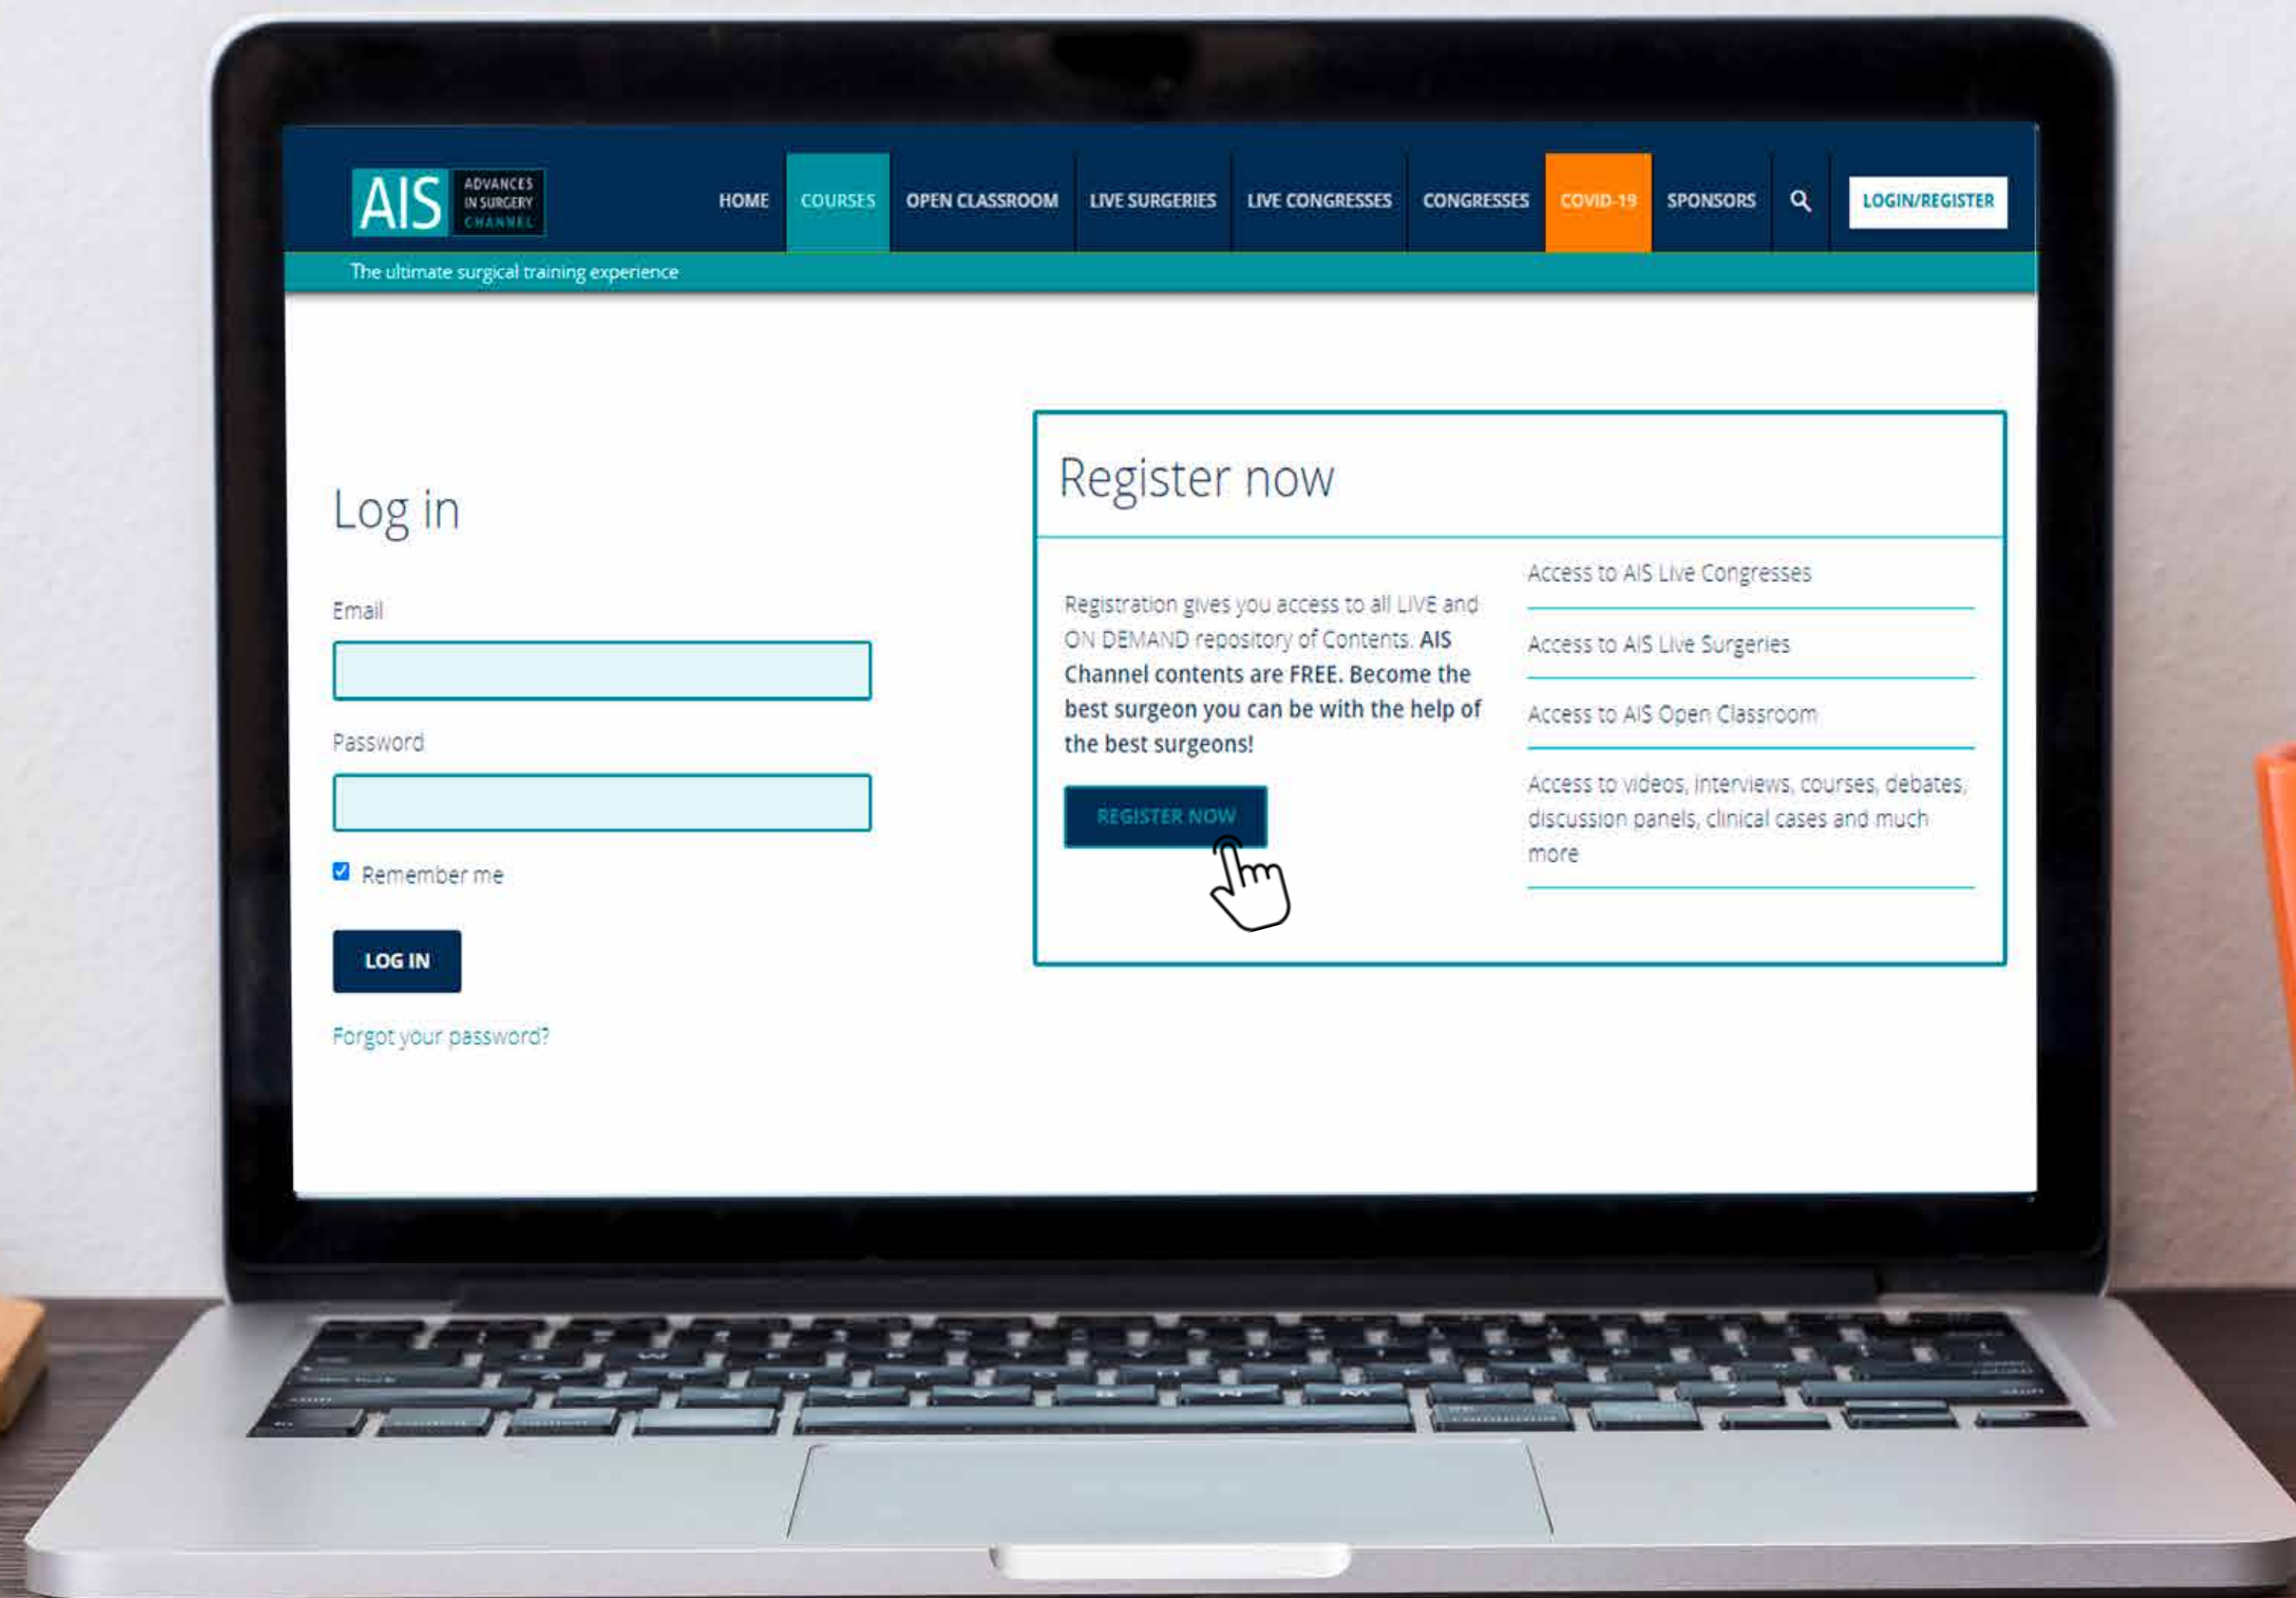 AIS
ADVANCES
IN SURGERY
CHANNEL
HOME
COURSES
OPEN CLASSROOM
LIVE SURGERIES
LIVE CONGRESSES
CONGRESSES
COVID-19
SPONSORS
LOGIN/REGISTER
The ultimate surgical training experience
Log in
Email
Password
Remember me
LOG IN
Forgot your password?
Register now
Registration gives you access to all LIVE and
ON DEMAND repository of Contents. AIS
Channel contents are FREE. Become the
best surgeon you can be with the help of
the best surgeons!
REGISTER NOW
Access to AIS Live Congresses
Access to AIS Live Surgeries
Access to AIS Open Classroom
Access to videos, interviews, courses, debates,
discussion panels, clinical cases and much
more